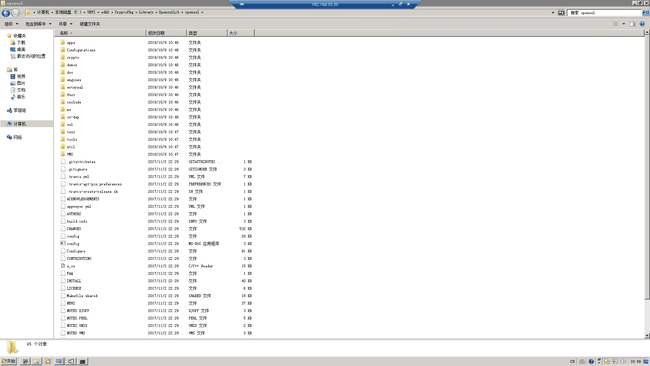 openssl
192.168.55.20
计算机 ▸ 本地磁盘 (C:) ▸ ▸ ▸ CryptoPkg ▸ Library ▸ OpensslLib ▸ openssl ▸
搜索 openssl
组织 包含到库中 共享 新建文件夹
名称 修改日期 类型 大小
收藏夹
下载
桌面
最近访问的位置
库
视频
图片
文档
音乐
家庭组
计算机
网络
apps 2019/10/9 10:46 文件夹
Configurations 2019/10/9 10:46 文件夹
crypto 2019/10/9 10:46 文件夹
demos 2019/10/9 10:46 文件夹
doc 2019/10/9 10:46 文件夹
engines 2019/10/9 10:46 文件夹
external 2019/10/9 10:46 文件夹
fuzz 2019/10/9 10:46 文件夹
include 2019/10/9 10:46 文件夹
ms 2019/10/9 10:46 文件夹
os-dep 2019/10/9 10:46 文件夹
ssl 2019/10/9 10:46 文件夹
test 2019/10/9 10:47 文件夹
tools 2019/10/9 10:47 文件夹
util 2019/10/9 10:47 文件夹
VMS 2019/10/9 10:47 文件夹
.gitattributes 2017/11/2 22:29 GITATTRIBUTES ... 1 KB
.gitignore 2017/11/2 22:29 GITIGNORE 文件 3 KB
.travis.yml 2017/11/2 22:29 YML 文件 7 KB
.travis-apt-pin.preferences 2017/11/2 22:29 PREFERENCES 文件 1 KB
.travis-create-release.sh 2017/11/2 22:29 SH 文件 1 KB
ACKNOWLEDGEMENTS 2017/11/2 22:29 文件 1 KB
appveyor.yml 2017/11/2 22:29 YML 文件 2 KB
AUTHORS 2017/11/2 22:29 文件 1 KB
build.info 2017/11/2 22:29 INFO 文件 3 KB
CHANGES 2017/11/2 22:29 文件 532 KB
config 2017/11/2 22:29 文件 29 KB
config 2017/11/2 22:29 MS-DOS 应用程序 3 KB
Configure 2017/11/2 22:29 文件 91 KB
CONTRIBUTING 2017/11/2 22:29 文件 3 KB
e_os 2017/11/2 22:29 C/C++ Header 15 KB
FAQ 2017/11/2 22:29 文件 1 KB
INSTALL 2017/11/2 22:29 文件 40 KB
LICENSE 2017/11/2 22:29 文件 6 KB
Makefile.shared 2017/11/2 22:29 SHARED 文件 19 KB
NEWS 2017/11/2 22:29 文件 37 KB
NOTES.DJGPP 2017/11/2 22:29 DJGPP 文件 3 KB
NOTES.PERL 2017/11/2 22:29 PERL 文件 5 KB
NOTES.UNIX 2017/11/2 22:29 UNIX 文件 2 KB
NOTES.VMS 2017/11/2 22:29 VMS 文件 3 KB
45 个对象
开始
CH